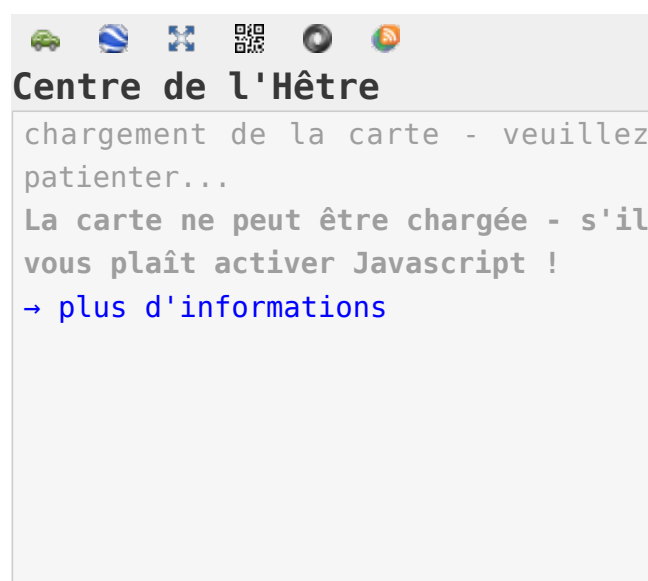 Centre de l'Hêtre
chargement de la carte - veuillez
patienter...
La carte ne peut être chargée - s'il
vous plaît activer Javascript !
→ plus d'informations